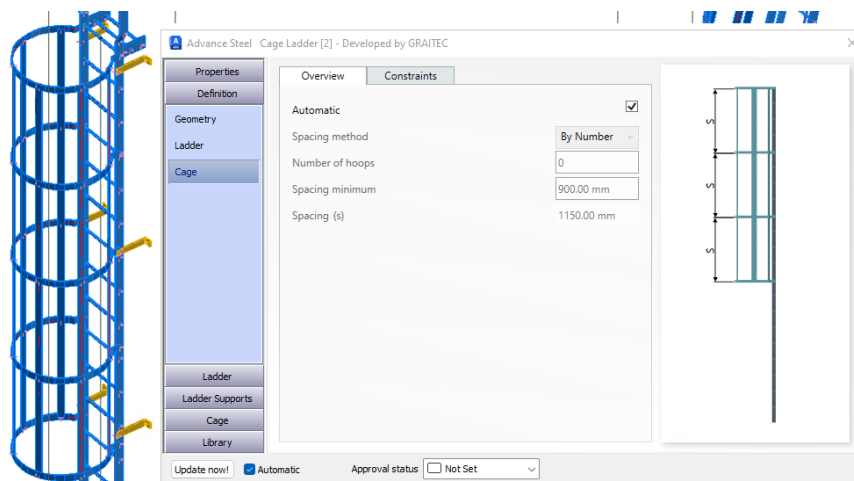 Advance Steel Cage Ladder [2] - Developed by GRAITEC
Properties
Definition
Geometry
Ladder
Cage
Ladder
Ladder Supports
Cage
Library
Overview Constraints
Automatic
Spacing method By Number
Number of hoops 0
Spacing minimum 900.00 mm
Spacing (s) 1150.00 mm
S
S
S
Update now! Automatic Approval status Not Set